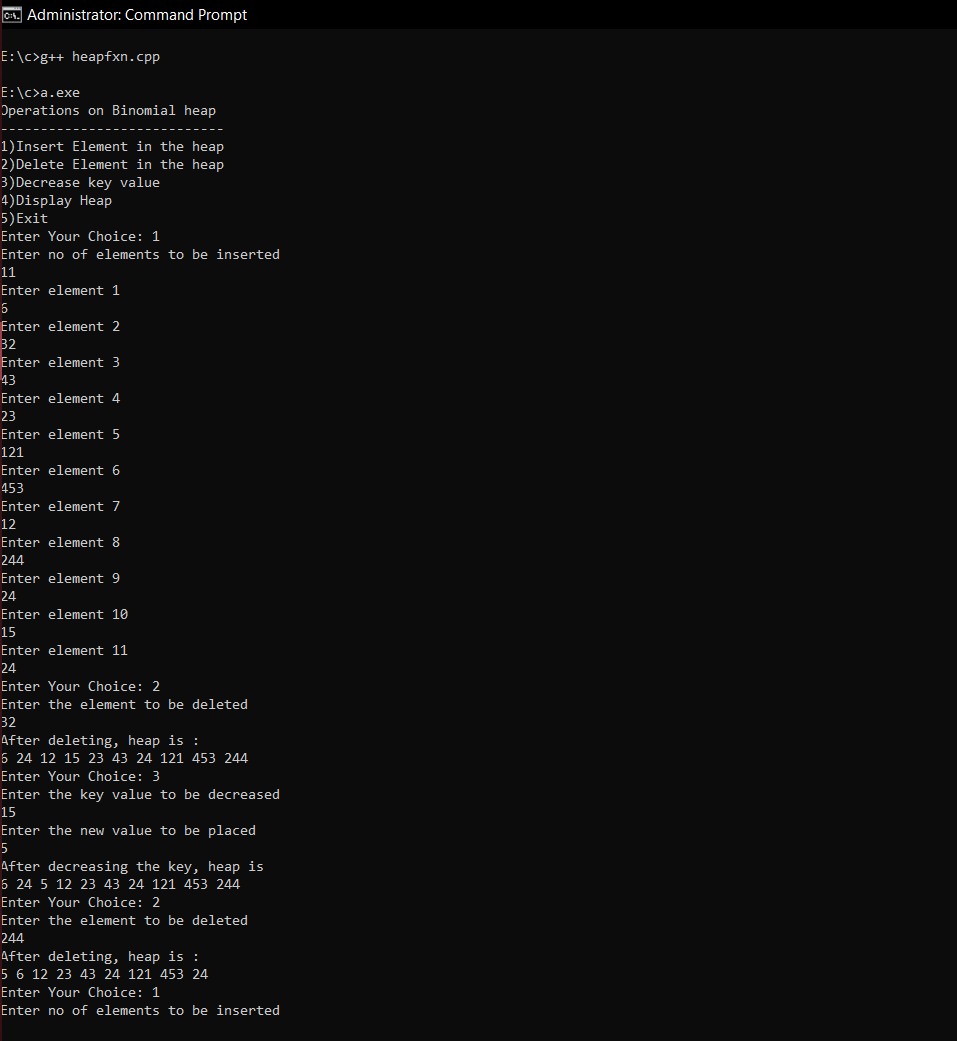 Administrator: Command Prompt
E:\c>g++ heapfxn.cpp
E:\c>a.exe
Operations on Binomial heap
----------------------------
1)Insert Element in the heap
2)Delete Element in the heap
3)Decrease key value
4)Display Heap
5)Exit
Enter Your Choice: 1
Enter no of elements to be inserted
11
Enter element 1
6
Enter element 2
32
Enter element 3
43
Enter element 4
23
Enter element 5
121
Enter element 6
453
Enter element 7
12
Enter element 8
244
Enter element 9
24
Enter element 10
15
Enter element 11
24
Enter Your Choice: 2
Enter the element to be deleted
32
After deleting, heap is :
6 24 12 15 23 43 24 121 453 244
Enter Your Choice: 3
Enter the key value to be decreased
15
Enter the new value to be placed
5
After decreasing the key, heap is
6 24 5 12 23 43 24 121 453 244
Enter Your Choice: 2
Enter the element to be deleted
244
After deleting, heap is :
5 6 12 23 43 24 121 453 24
Enter Your Choice: 1
Enter no of elements to be inserted